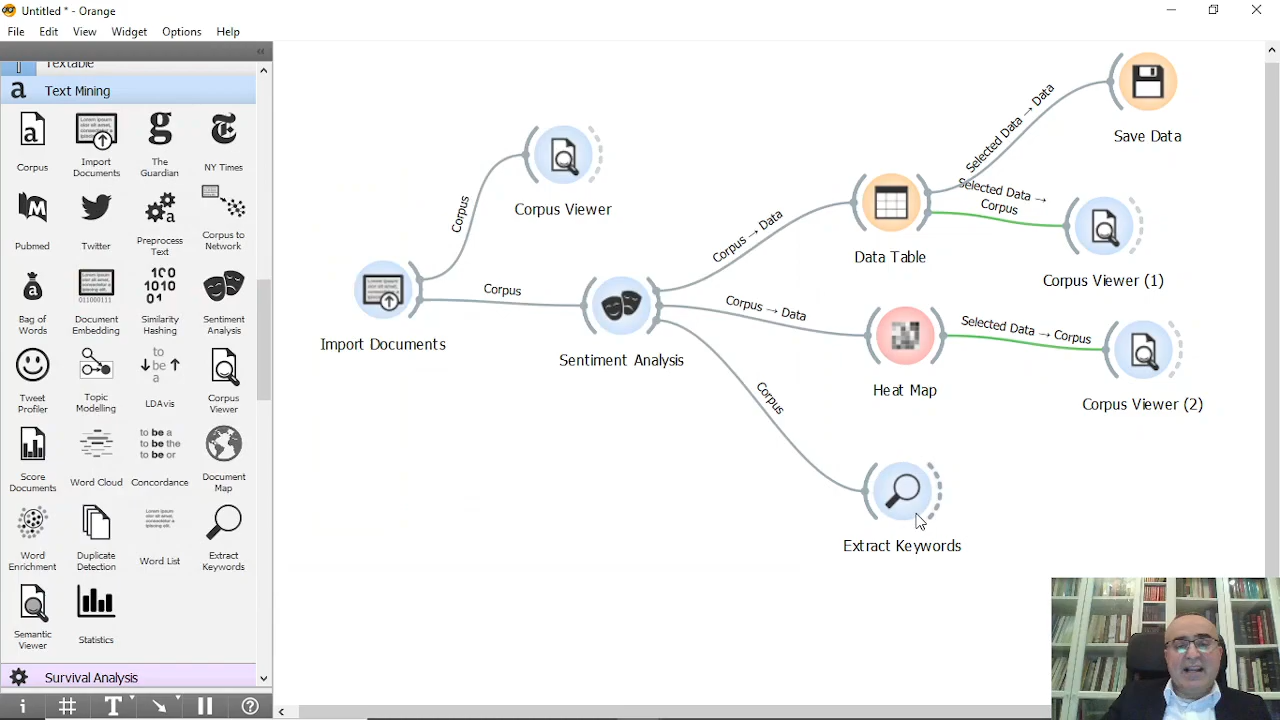 Untitled * - Orange
File Edit View Widget Options Help
Textable
Text Mining
Corpus
Import
Documents
The
Guardian
NY Times
Pubmed
Twitter
Preprocess
Text
Corpus to
Network
Bag of
Words
Document
Embedding
Similarity
Hashing
Sentiment
Analysis
Tweet
Profiler
Topic
Modelling
LDAvis
Corpus
Viewer
Score
Documents
Word Cloud
Concordance
Document
Map
Word
Enrichment
Duplicate
Detection
Word List
Extract
Keywords
Semantic
Viewer
Statistics
Survival Analysis
Corpus
Corpus Viewer
Corpus
Import Documents
Sentiment Analysis
Corpus → Data
Corpus → Data
Corpus
Data Table
Heat Map
Extract Keywords
Selected Data → Data
Selected Data →
Corpus
Selected Data → Corpus
Save Data
Corpus Viewer (1)
Corpus Viewer (2)